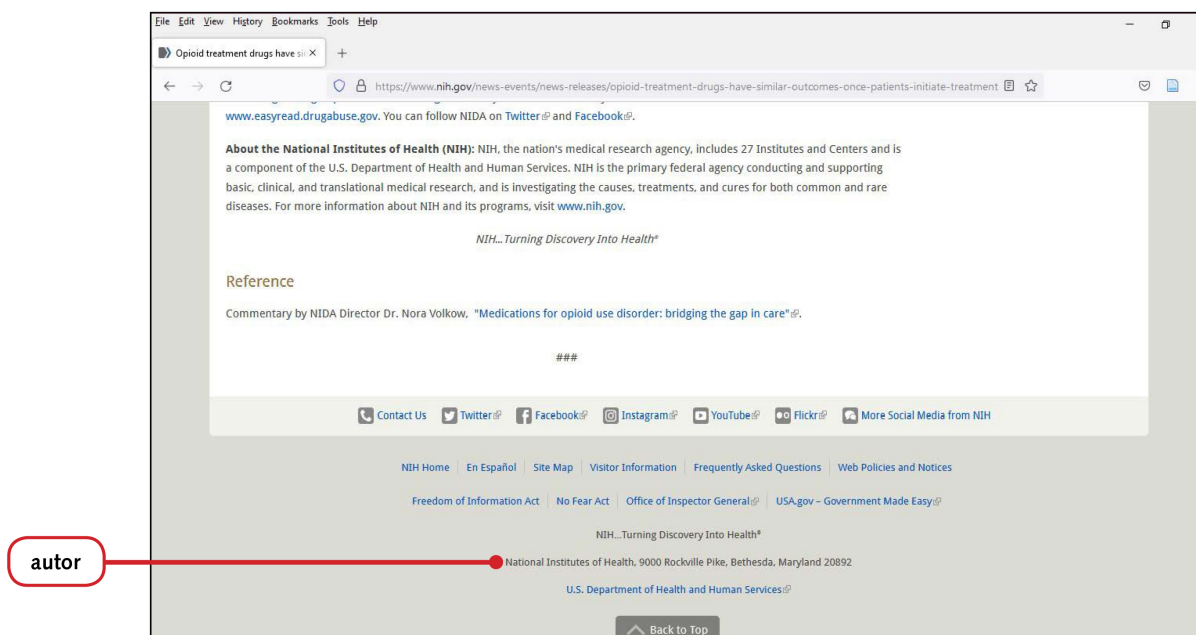 File Edit View History Bookmarks Tools Help
Opioid treatment drugs have si
https://www.nih.gov/news-events/news-releases/opioid-treatment-drugs-have-similar-outcomes-once-patients-initiate-treatment
www.easyread.drugabuse.gov. You can follow NIDA on Twitter and Facebook.
About the National Institutes of Health (NIH): NIH, the nation's medical research agency, includes 27 Institutes and Centers and is
a component of the U.S. Department of Health and Human Services. NIH is the primary federal agency conducting and supporting
basic, clinical, and translational medical research, and is investigating the causes, treatments, and cures for both common and rare
diseases. For more information about NIH and its programs, visit www.nih.gov.
NIH…Turning Discovery Into Health®
Reference
Commentary by NIDA Director Dr. Nora Volkow, "Medications for opioid use disorder: bridging the gap in care".
###
Contact Us Twitter Facebook Instagram YouTube Flickr More Social Media from NIH
NIH Home En Español Site Map Visitor Information Frequently Asked Questions Web Policies and Notices
Freedom of Information Act No Fear Act Office of Inspector General USA.gov – Government Made Easy
NIH…Turning Discovery Into Health®
autor
National Institutes of Health, 9000 Rockville Pike, Bethesda, Maryland 20892
U.S. Department of Health and Human Services
Back to Top